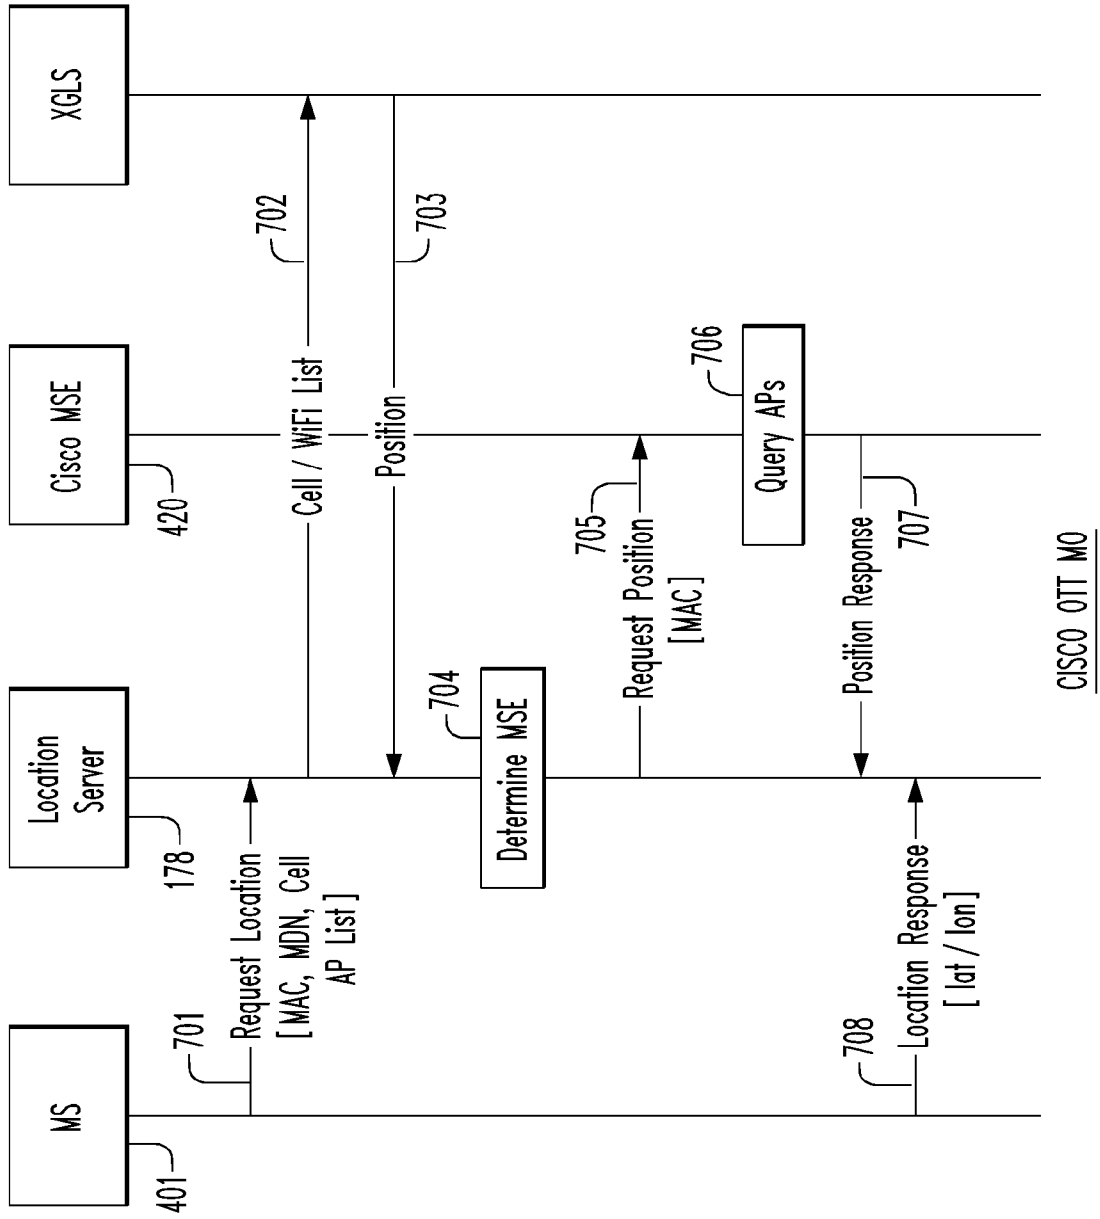 MS
Location
Server
Cisco MSE
XGLS
401
178
420
701
Request Location
[MAC, MDN, Cell
AP List]
702
Cell / WiFi List
703
Position
704
Determine MSE
705
Request Position
[MAC]
706
Query APs
Position Response
707
708
Location Response
[lat / lon]
CISCO OTT MO